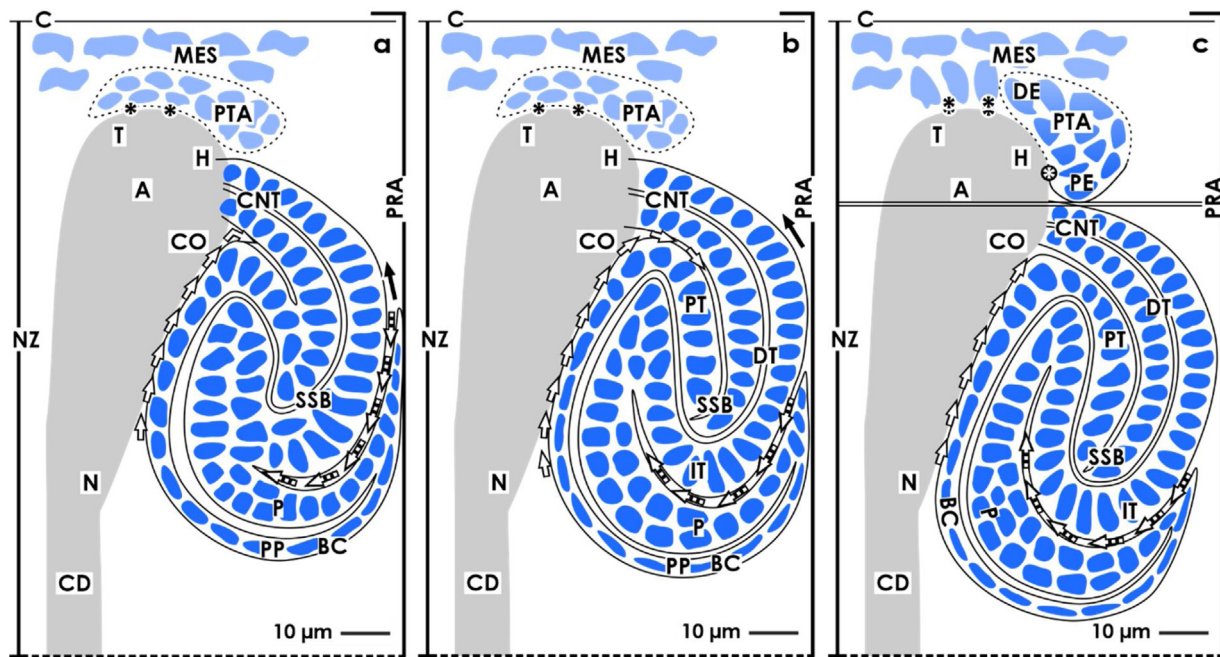 C
MES
a
PTA
* *
T
H
A
CNT
PRA
CO
NZ
SSB
N
P
PP
BC
CD
10 µm
C
MES
b
PTA
* *
T
H
A
CNT
PRA
CO
PT
NZ
DT
SSB
N
IT
P
PP
BC
CD
10 µm
C
MES
c
DE
PTA
* *
T
H
*
A
PE
PRA
CNT
CO
DT
NZ
PT
SSB
N
BC
P
IT
CD
10 µm